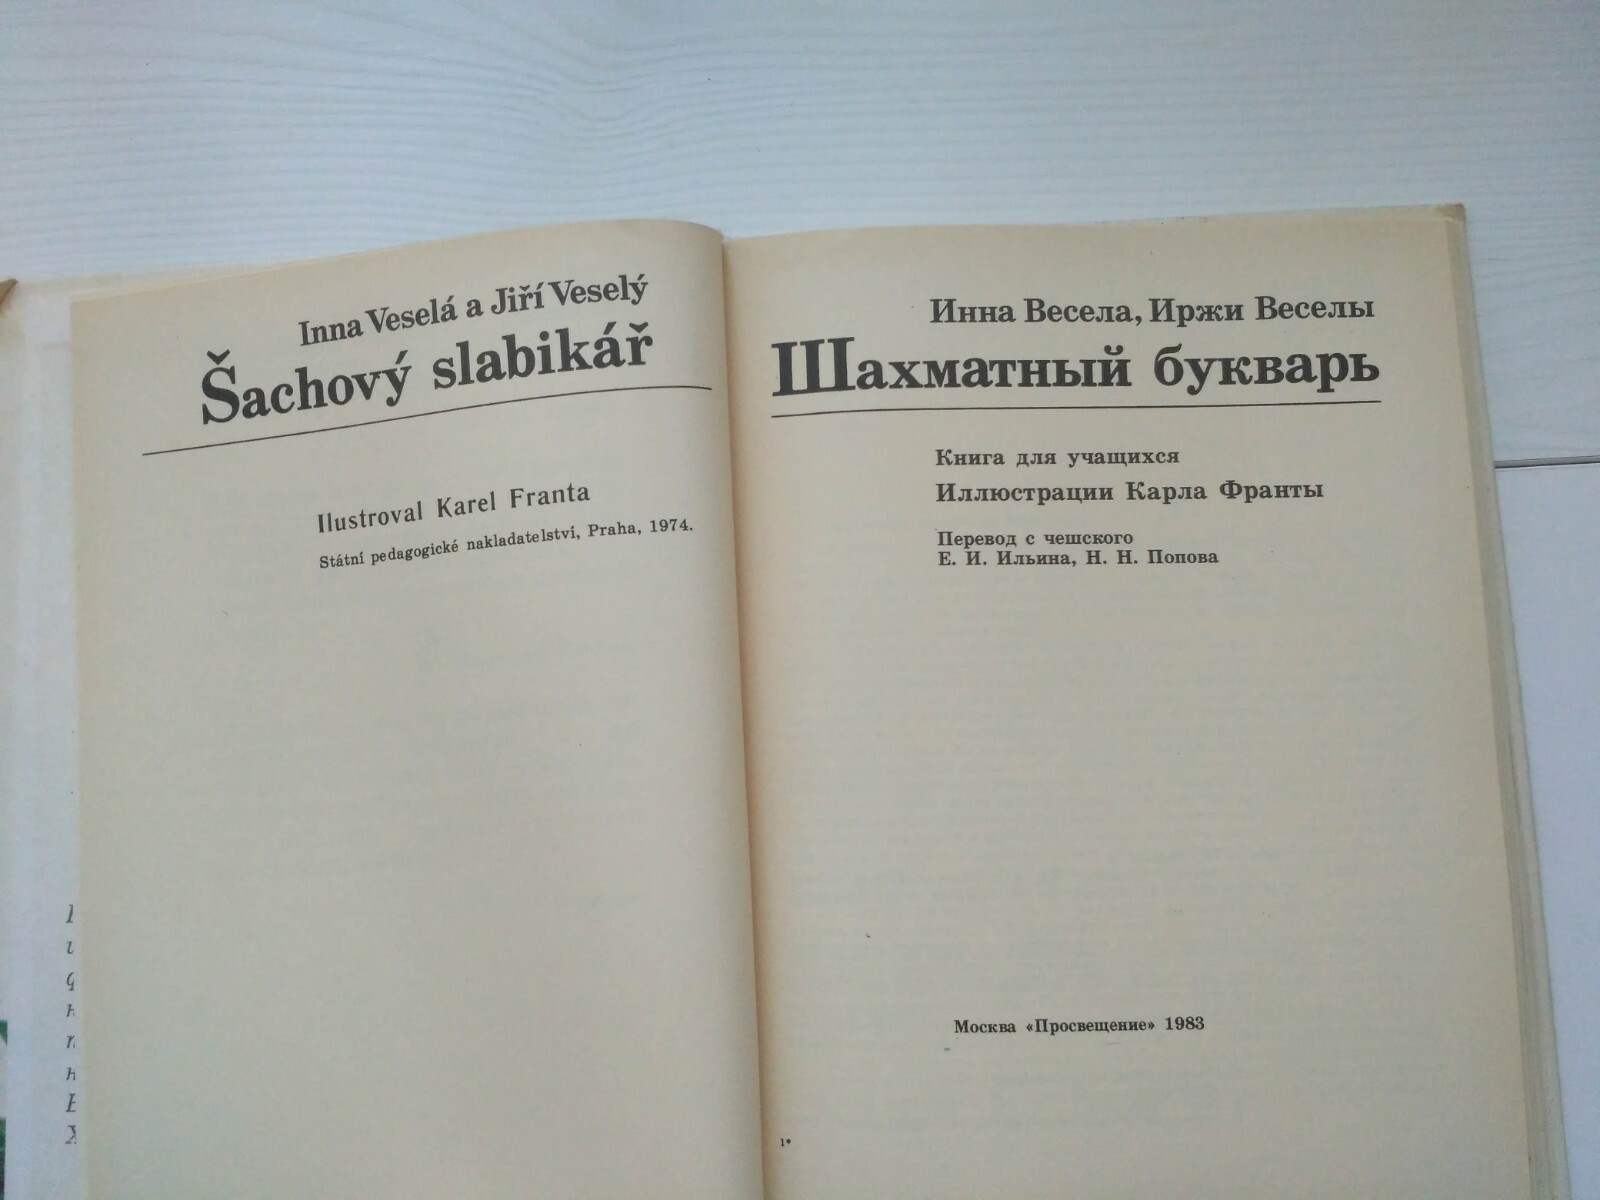 Inna Veselá a Jiří Veselý
Šachový slabikář
Ilustroval Karel Franta
Státní pedagogické nakladatelství, Praha, 1974.
Инна Весела, Иржи Веселы
Шахматный букварь
Книга для учащихся
Иллюстрации Карла Франты
Перевод с чешского
Е. И. Ильина, Н. Н. Попова
Москва «Просвещение» 1983
1*